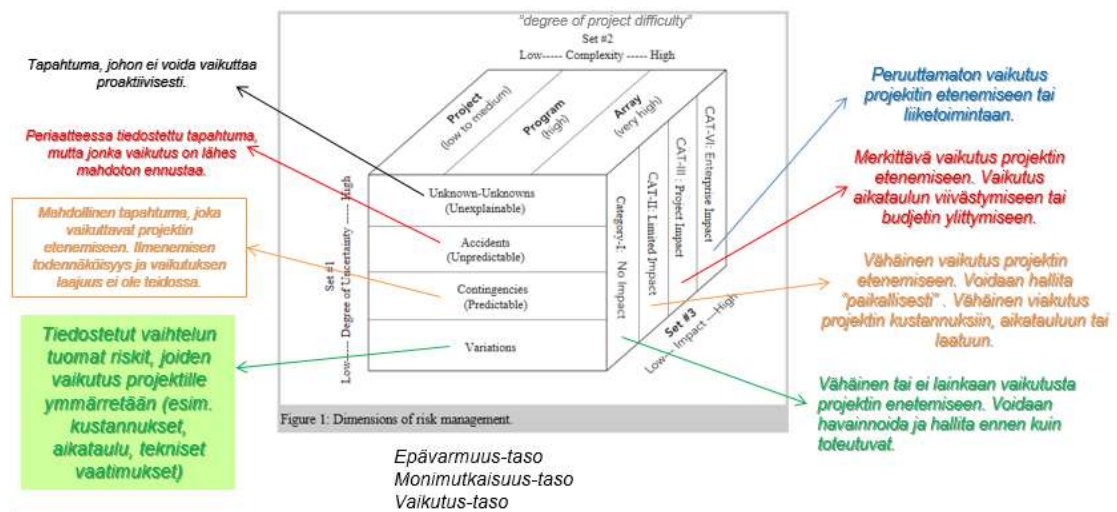 "degree of project difficulty"
Set #2
Low----- Complexity ----- High
Project
(low to medium)
Program
(high)
Array
(very high)
Tapahtuma, johon ei voida vaikuttaa
proaktiivisesti.
Periaatteessa tiedostettu tapahtuma,
mutta jonka vaikutus on lähes
mahdoton ennustaa.
Mahdollinen tapahtuma, joka
vaikuttavat projektin
etenemiseen. Ilmenemisen
todennäköisyys ja vaikutuksen
laajuus ei ole teidossa.
Tiedostetut vaihtelun
tuomat riskit, joiden
vaikutus projektille
ymmärretään (esim.
kustannukset,
aikataulu, tekniset
vaatimukset)
Set #1
Low----- Degree of Uncertainty ----- High
Unknown-Unknowns
(Unexplainable)
Accidents
(Unpredictable)
Contingencies
(Predictable)
Variations
Category-I: No Impact
CAT-II: Limited Impact
CAT-III : Project Impact
CAT-VI: Enterprise Impact
Set #3
Low--- Impact ---High
Peruuttamaton vaikutus
projekitin etenemiseen tai
liiketoimintaan.
Merkittävä vaikutus projektin
etenemiseen. Vaikutus
aikataulun viivästymiseen tai
budjetin ylittymiseen.
Vähäinen vaikutus projektin
etenemiseen. Voidaan hallita
"paikallisesti" . Vähäinen viakutus
projektin kustannuksiin, aikatauluun tai
laatuun.
Vähäinen tai ei lainkaan vaikutusta
projektin enetemiseen. Voidaan
havainnoida ja hallita ennen kuin
toteutuvat.
Figure 1: Dimensions of risk management.
Epävarmuus-taso
Monimutkaisuus-taso
Vaikutus-taso